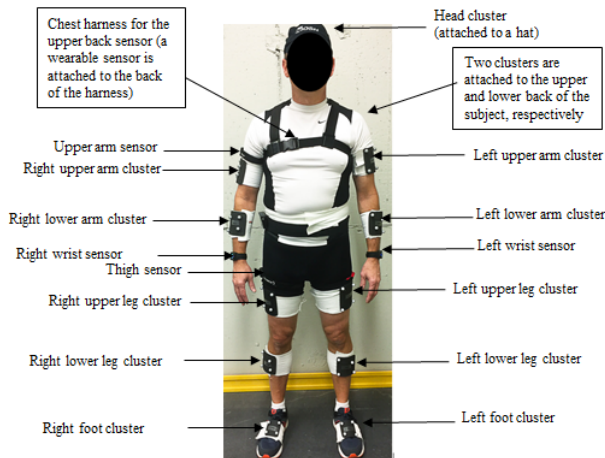 Chest harness for the
upper back sensor (a
wearable sensor is
attached to the back
of the harness)
Head cluster
(attached to a hat)
Two clusters are
attached to the upper
and lower back of the
subject, respectively
Upper arm sensor
Right upper arm cluster
Left upper arm cluster
Right lower arm cluster
Left lower arm cluster
Right wrist sensor
Left wrist sensor
Thigh sensor
Right upper leg cluster
Left upper leg cluster
Right lower leg cluster
Left lower leg cluster
Right foot cluster
Left foot cluster